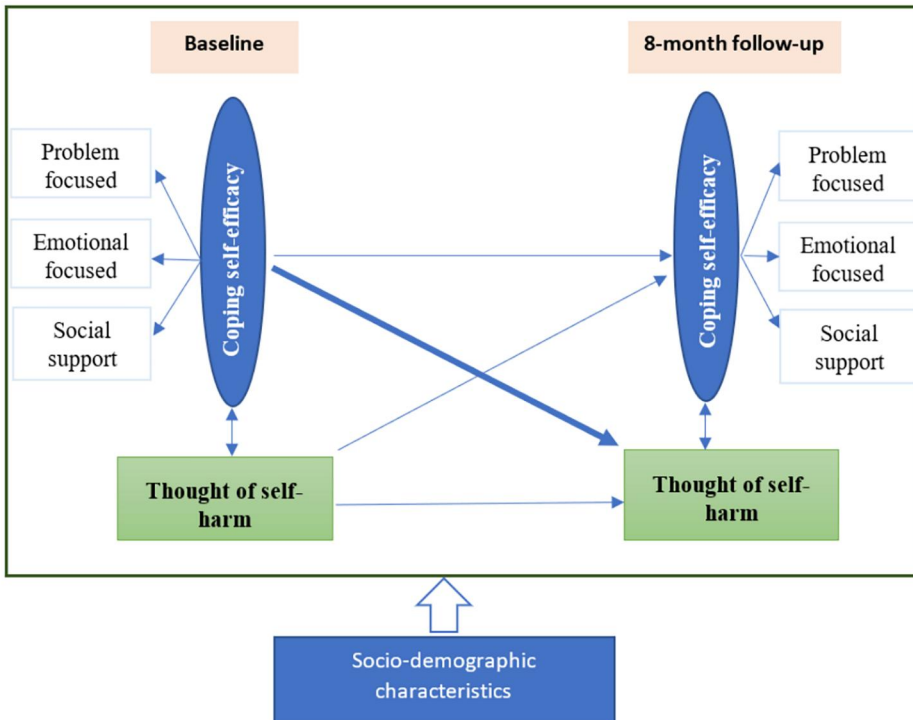 Baseline
8-month follow-up
Problem
focused
Emotional
focused
Social
support
Coping self-efficacy
Thought of self-
harm
Coping self-efficacy
Problem
focused
Emotional
focused
Social
support
Thought of self-
harm
Socio-demographic
characteristics